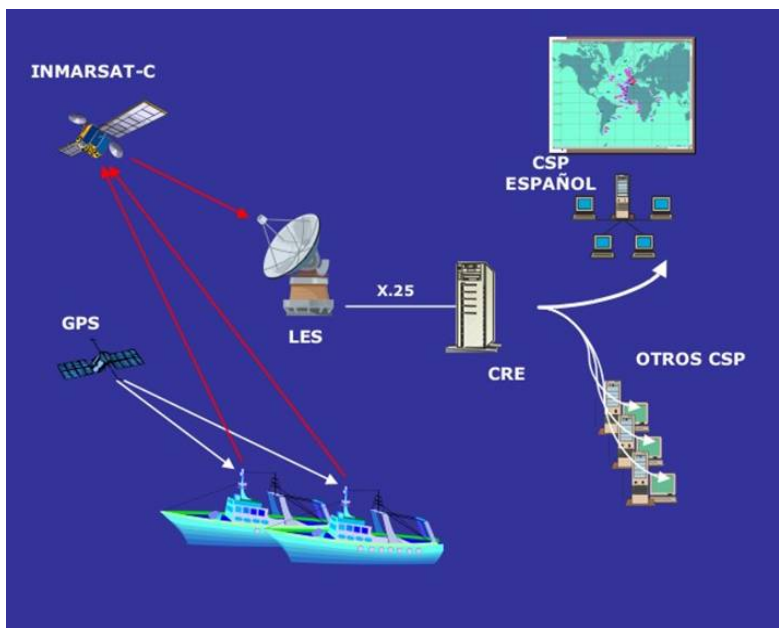 INMARSAT-C
CSP
ESPAÑOL
GPS
LES
X.25
CRE
OTROS CSP